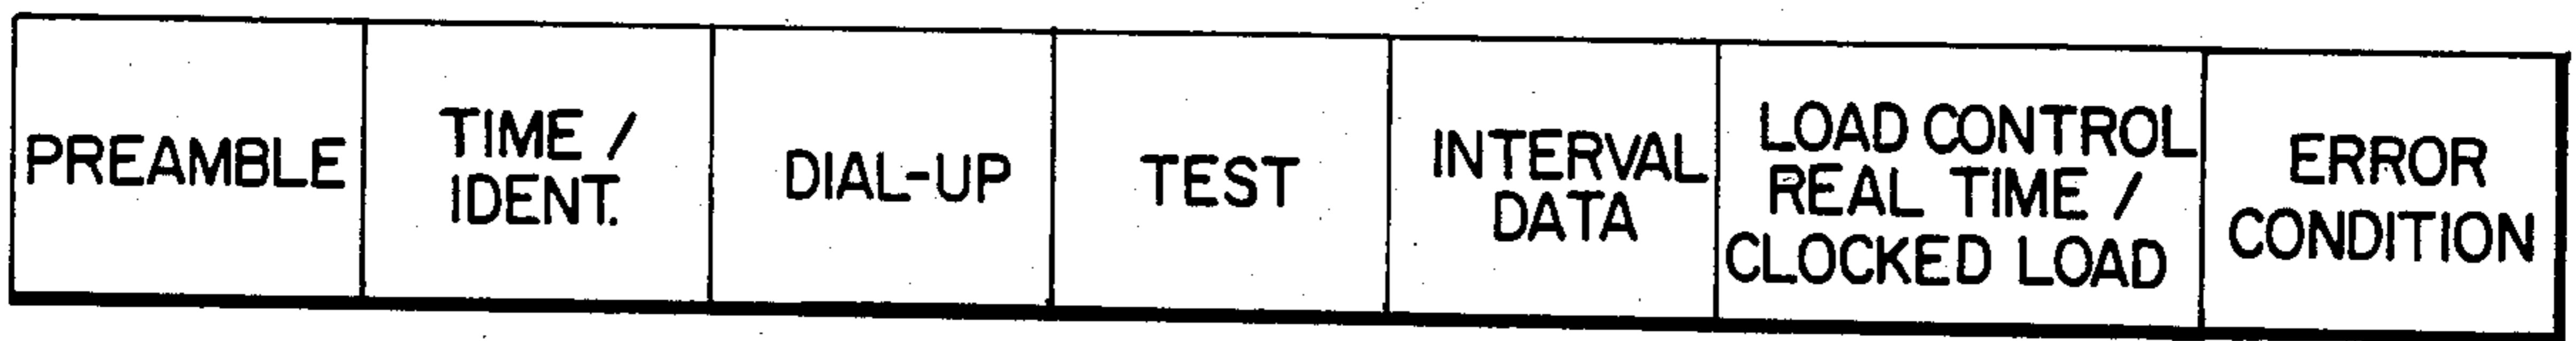 PREAMBLE
TIME /
IDENT.
DIAL-UP
TEST
INTERVAL
DATA
LOAD CONTROL
REAL TIME /
CLOCKED LOAD
ERROR
CONDITION